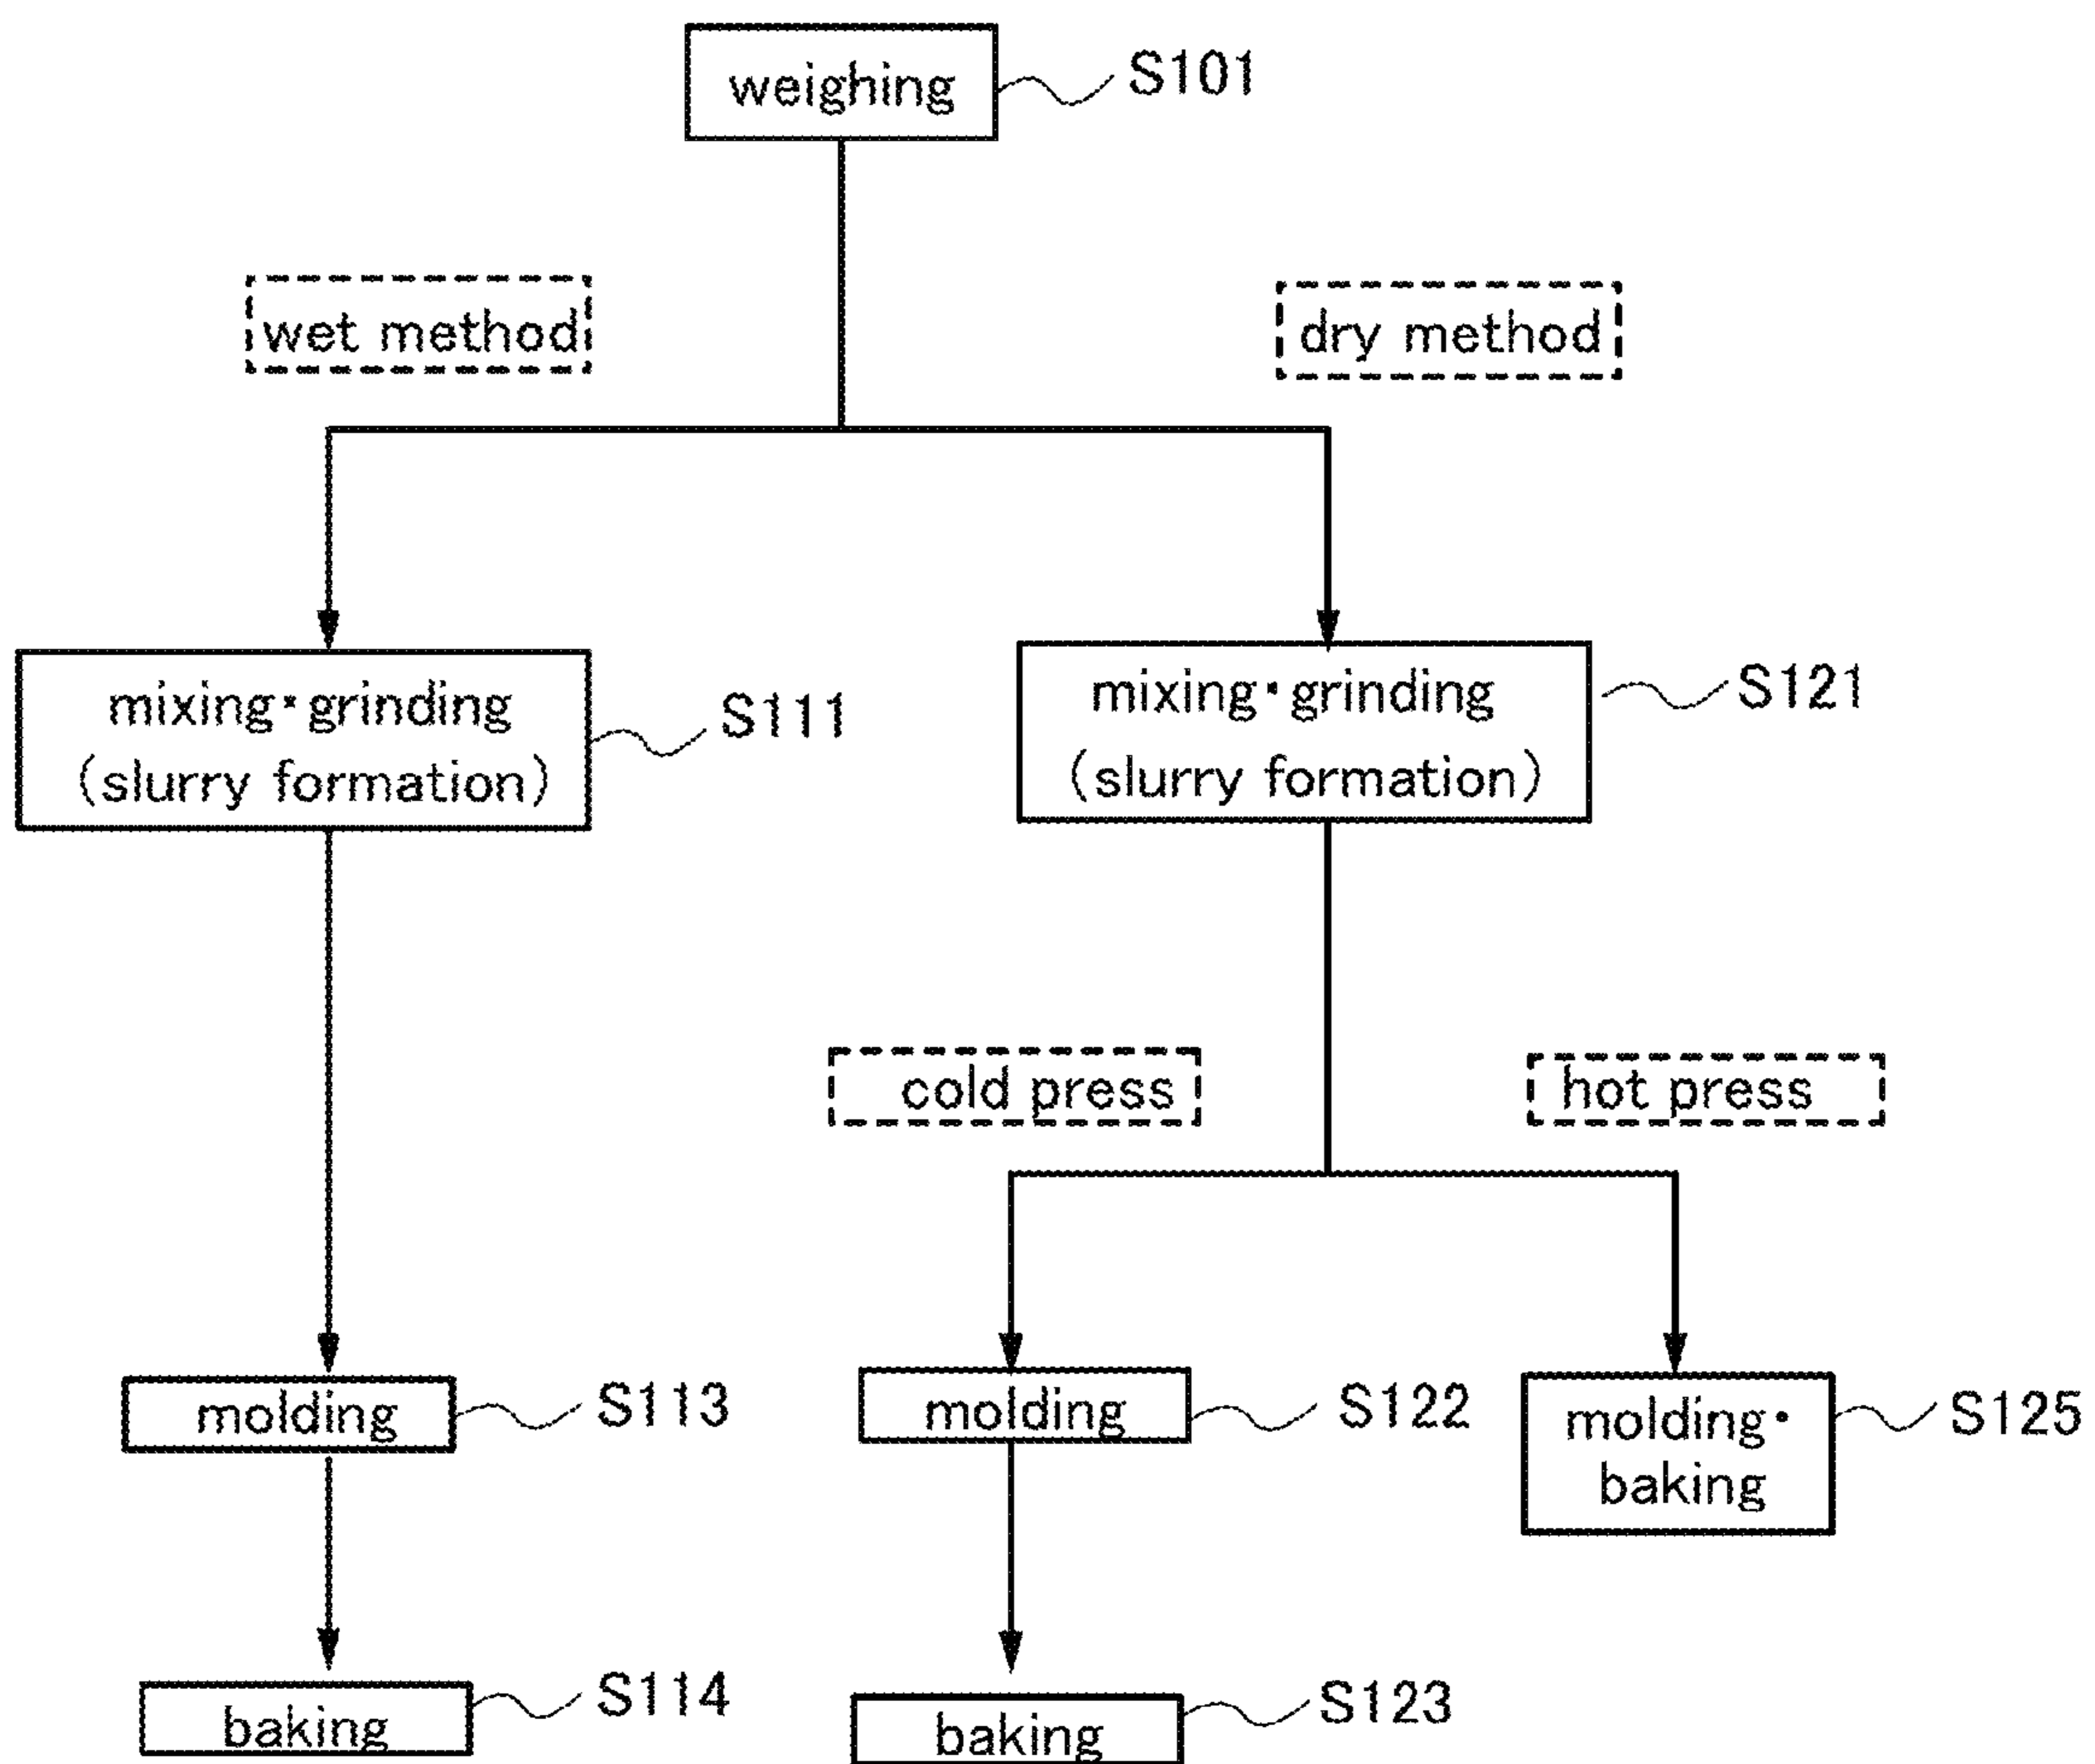 weighing
S101
wet method
dry method
mixing・grinding
(slurry formation)
S111
mixing・grinding
(slurry formation)
S121
cold press
hot press
molding
S113
molding
S122
molding・
baking
S125
baking
S114
baking
S123